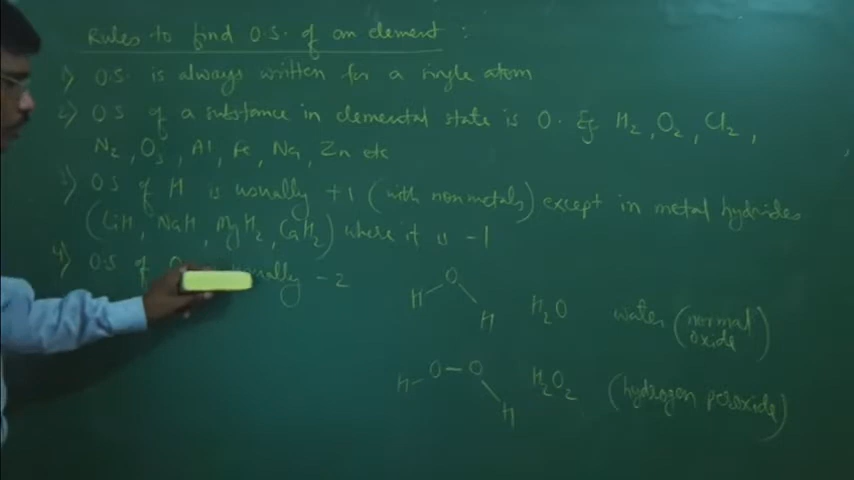 Rules to find O.S. of an element :
1) O.S. is always written for a single atom
2) O S of a substance in elemental state is 0. Eg H2, O2, Cl2,
N2, O3, Al, Fe, Na, Zn etc
3) O S of H is usually +1 (with nonmetals) except in metal hydrides
(LiH, NaH, MgH2, CaH2) where it is -1
4) O.S of O usually -2
O
H H
H2O
water (normal oxide)
O-O
H H
H2O2
(hydrogen peroxide)